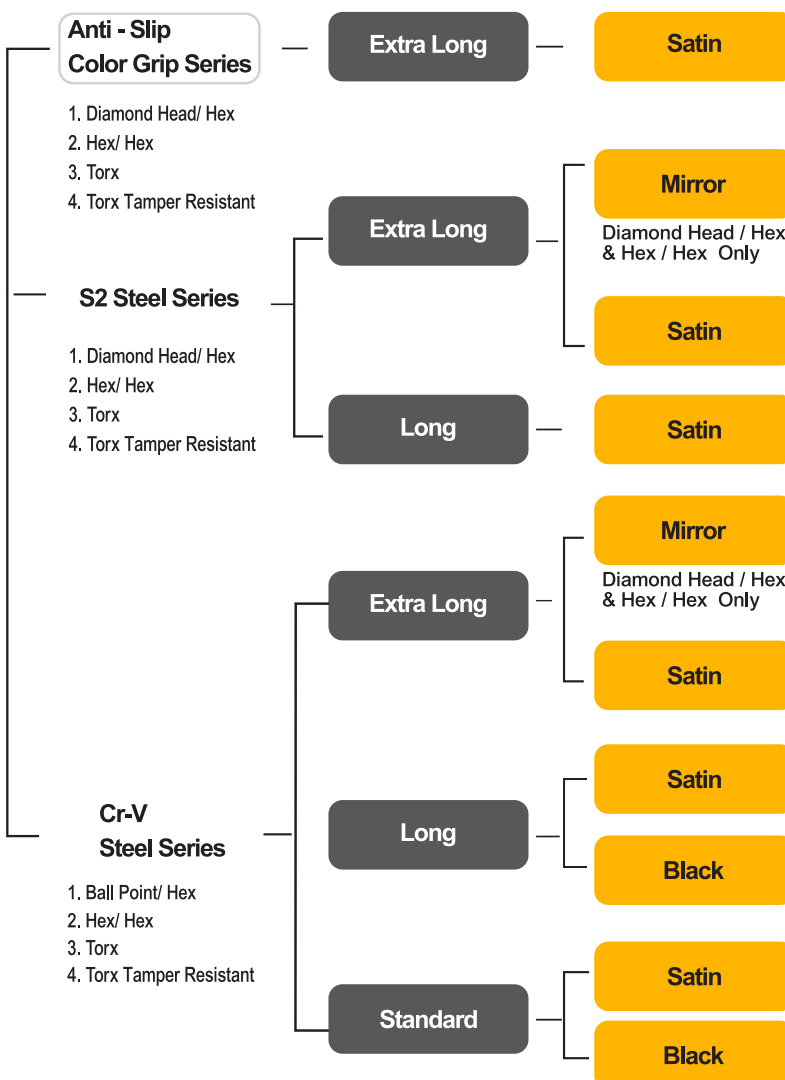 Anti - Slip
Color Grip Series
Extra Long
Satin
1. Diamond Head/ Hex
2. Hex/ Hex
3. Torx
4. Torx Tamper Resistant
S2 Steel Series
1. Diamond Head/ Hex
2. Hex/ Hex
3. Torx
4. Torx Tamper Resistant
Extra Long
Mirror
Diamond Head / Hex
& Hex / Hex Only
Satin
Long
Satin
Cr-V
Steel Series
1. Ball Point/ Hex
2. Hex/ Hex
3. Torx
4. Torx Tamper Resistant
Extra Long
Mirror
Diamond Head / Hex
& Hex / Hex Only
Satin
Long
Satin
Black
Standard
Satin
Black